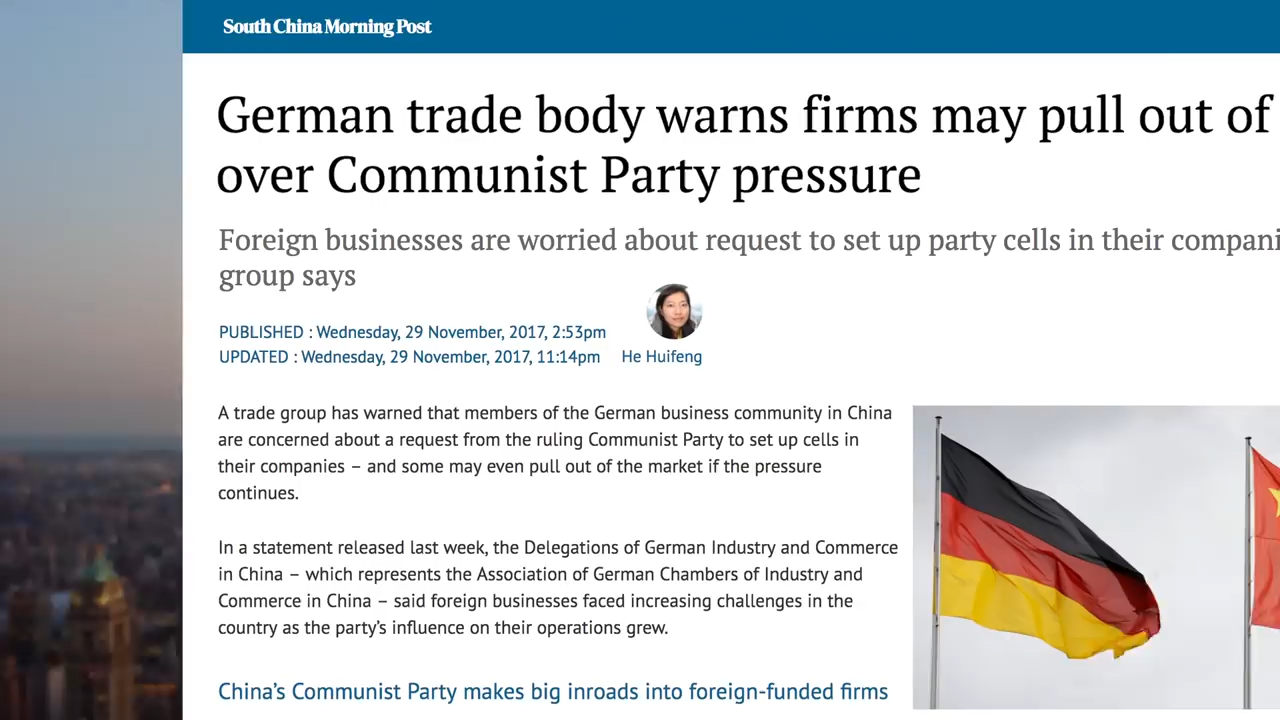 South China Morning Post
German trade body warns firms may pull out of
over Communist Party pressure
Foreign businesses are worried about request to set up party cells in their compani
group says
PUBLISHED : Wednesday, 29 November, 2017, 2:53pm
UPDATED : Wednesday, 29 November, 2017, 11:14pm
He Huifeng
A trade group has warned that members of the German business community in China
are concerned about a request from the ruling Communist Party to set up cells in
their companies – and some may even pull out of the market if the pressure
continues.
In a statement released last week, the Delegations of German Industry and Commerce
in China – which represents the Association of German Chambers of Industry and
Commerce in China – said foreign businesses faced increasing challenges in the
country as the party's influence on their operations grew.
China's Communist Party makes big inroads into foreign-funded firms